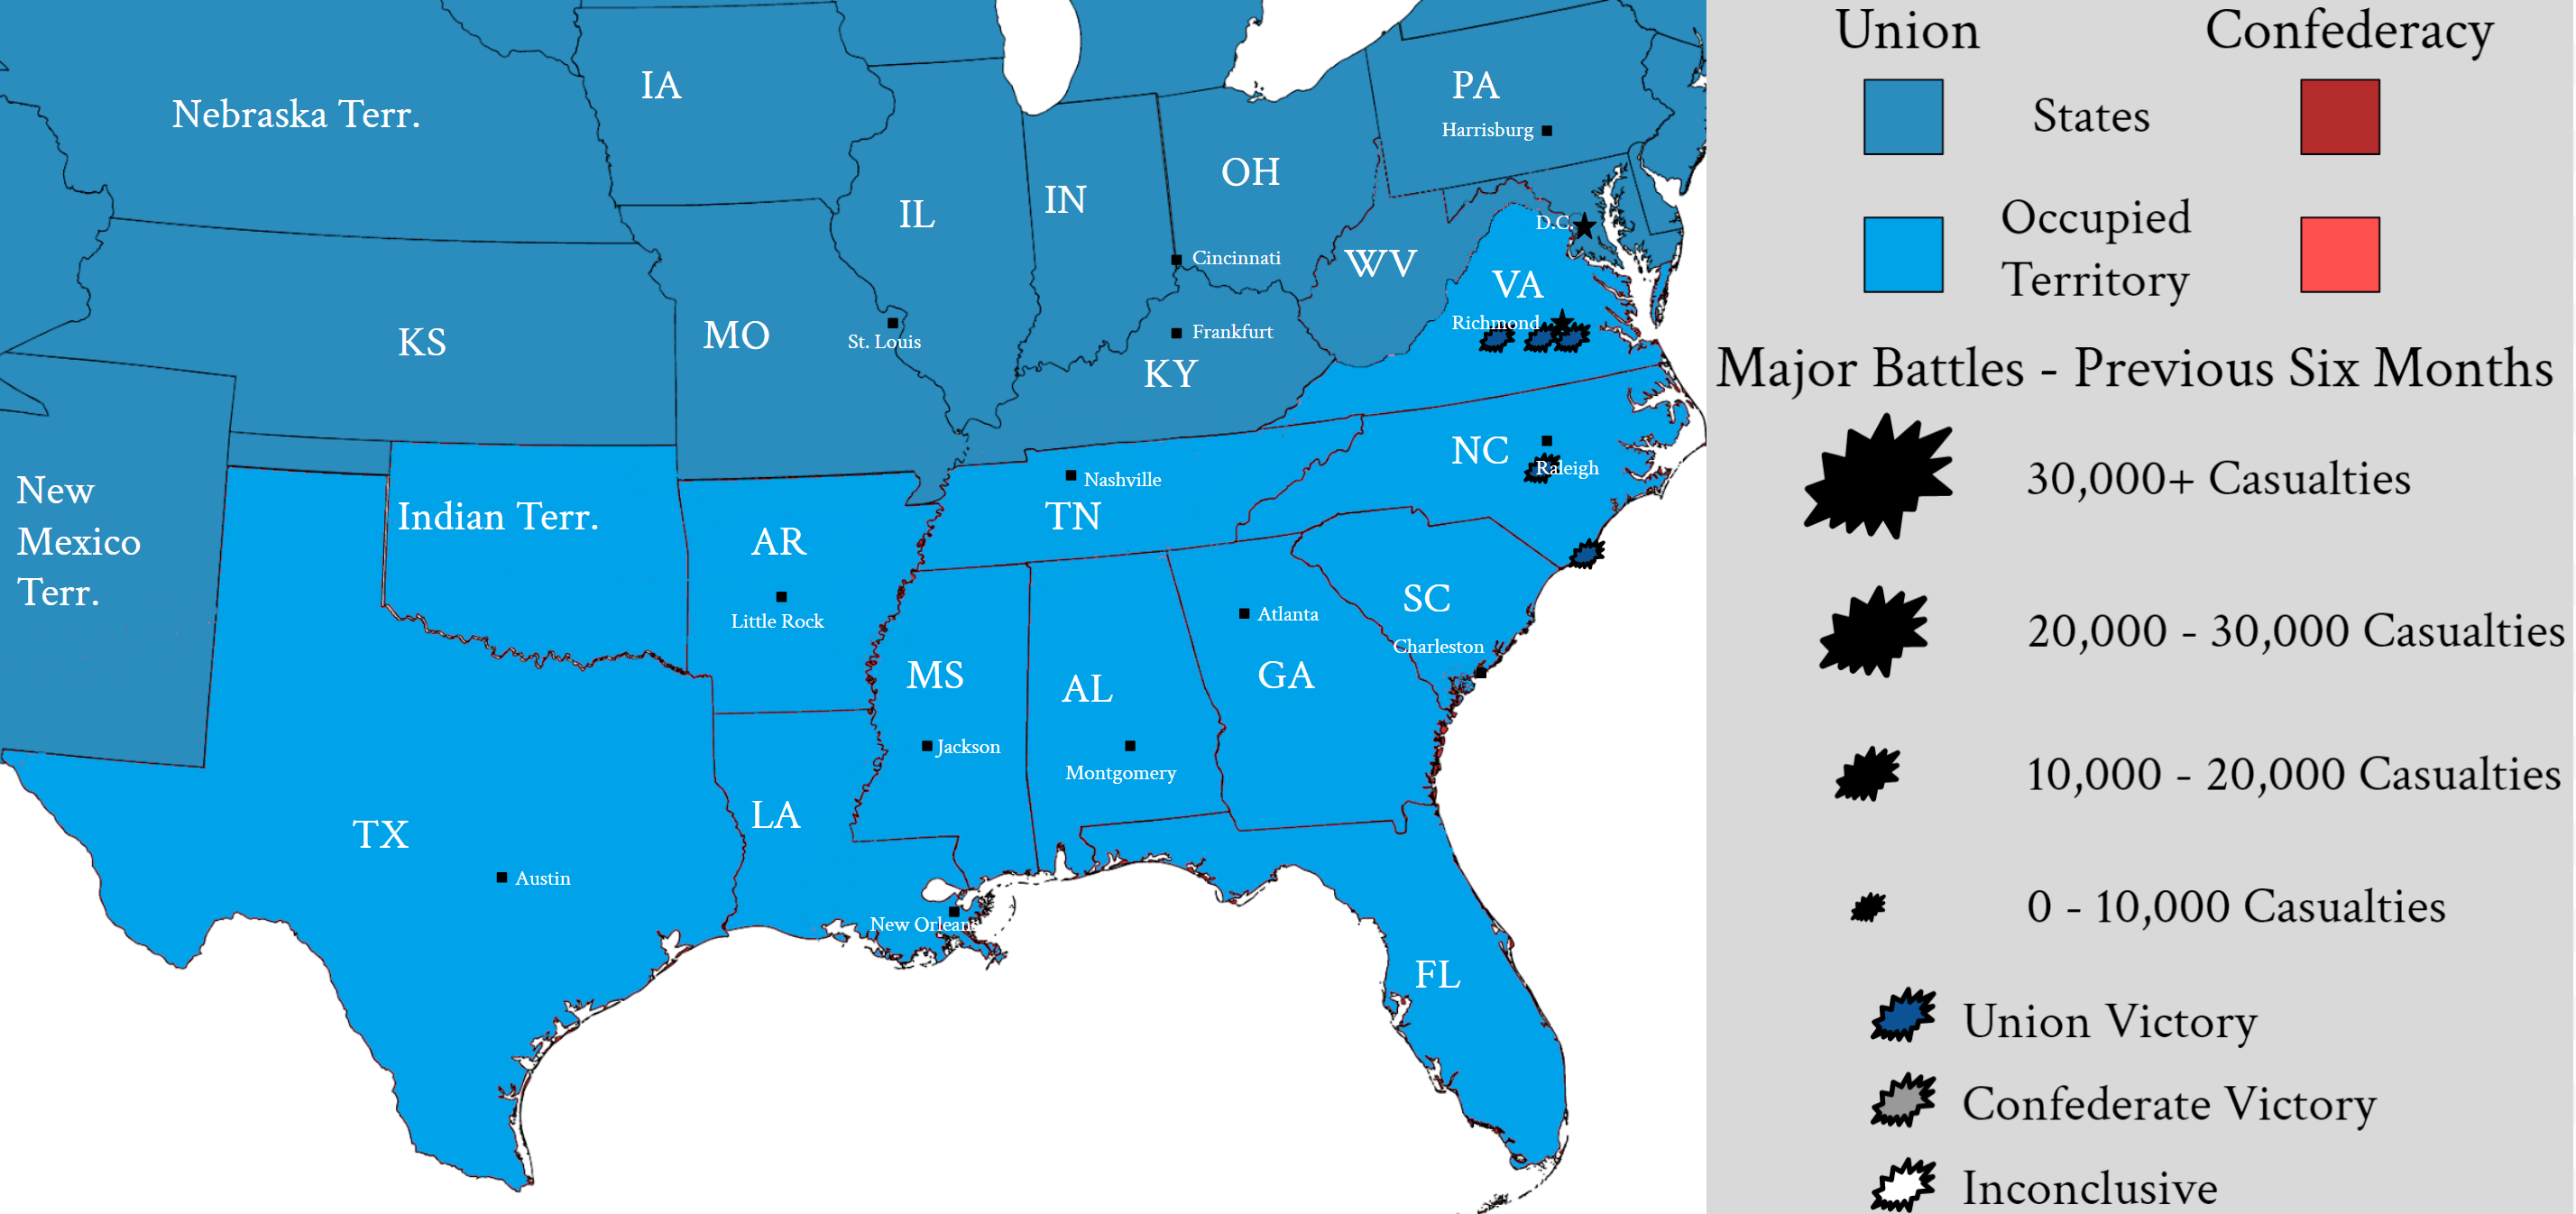 Nebraska Terr.
IA
PA
Harrisburg
OH
IN
IL
D.C.
WV
Cincinnati
VA
Richmond
KS
MO
St. Louis
Frankfurt
KY
NC
Raleigh
New
Mexico
Terr.
Indian Terr.
Nashville
TN
AR
Little Rock
SC
Atlanta
Charleston
MS
AL
GA
Jackson
Montgomery
LA
TX
Austin
New Orleans
FL
Union
Confederacy
States
Occupied
Territory
Major Battles - Previous Six Months
30,000+ Casualties
20,000 - 30,000 Casualties
10,000 - 20,000 Casualties
0 - 10,000 Casualties
Union Victory
Confederate Victory
Inconclusive